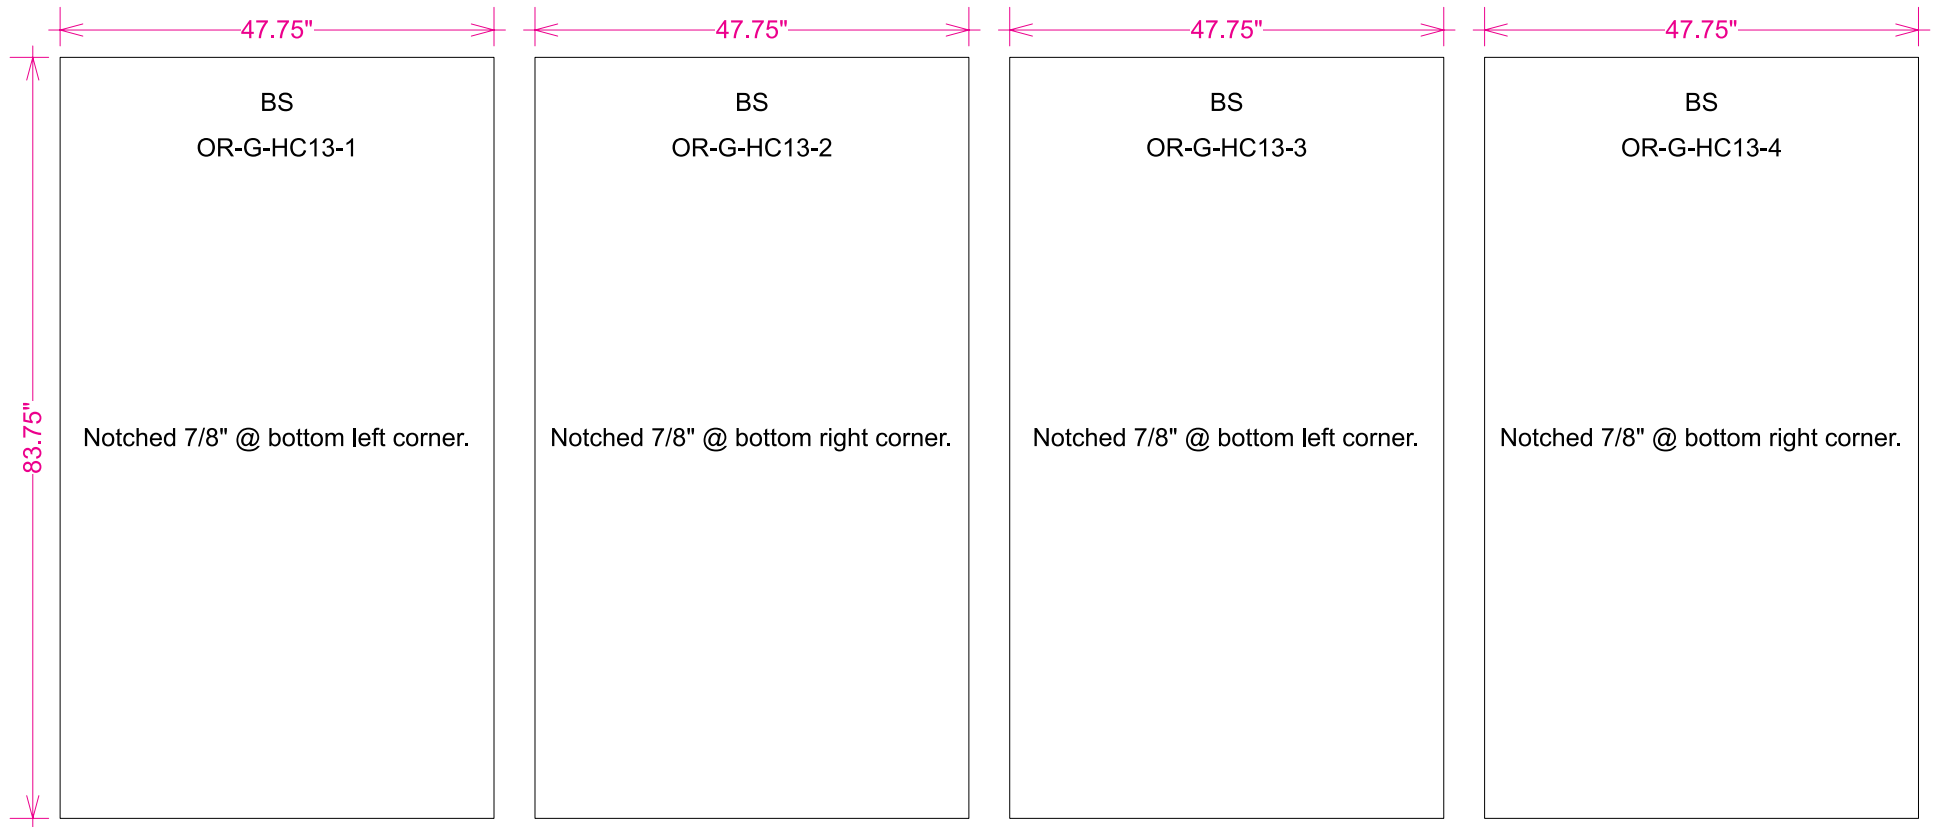 47.75" 47.75" 47.75" 47.75"
BS BS BS BS
OR-G-HC13-1 OR-G-HC13-2 OR-G-HC13-3 OR-G-HC13-4
83.75"
Notched 7/8" @ bottom left corner. Notched 7/8" @ bottom right corner. Notched 7/8" @ bottom left corner. Notched 7/8" @ bottom right corner.